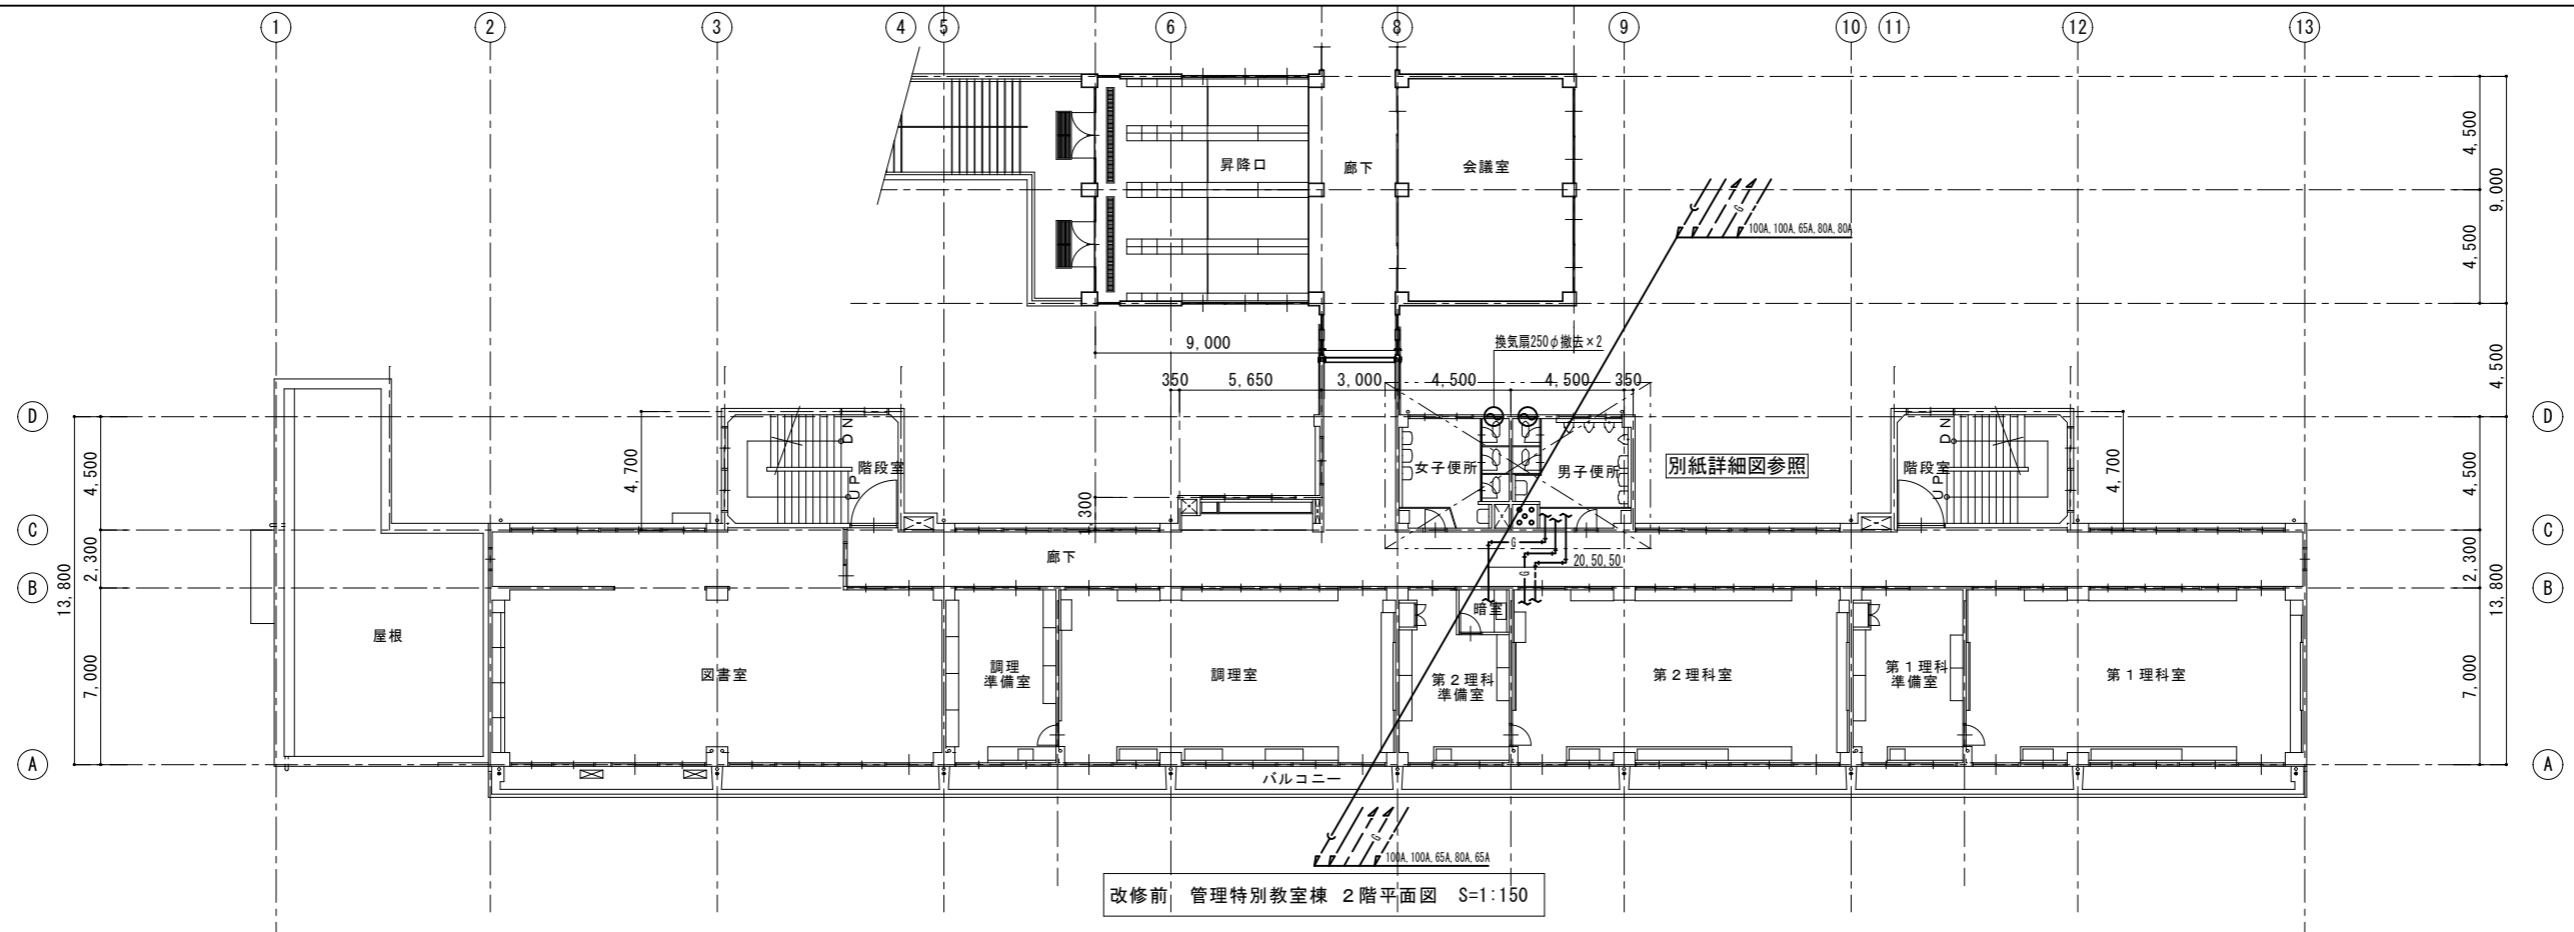 1 2 3 4 5 6 8 9 10 11 12 13
昇降口
廊下
会議室
C
G
100A, 100A, 65A, 80A, 80A
4,500
4,500
9,000
4,500
9,000
換気扇250φ撤去×2
350 5,650 3,000 4,500 4,500 350
D
D
4,500
4,700
DN
UP
階段室
300
女子便所
男子便所
別紙詳細図参照
階段室
DN
UP
4,700
4,500
C
C
2,300
廊下
G
G
20,50,50
2,300
B
B
13,800
13,800
屋根
図書室
調理
準備室
調理室
暗室
第2理科
準備室
第2理科室
第1理科
準備室
第1理科室
7,000
7,000
A
A
バルコニー
C
G
100A, 100A, 65A, 80A, 65A
改修前 管理特別教室棟 2階平面図 S=1:150